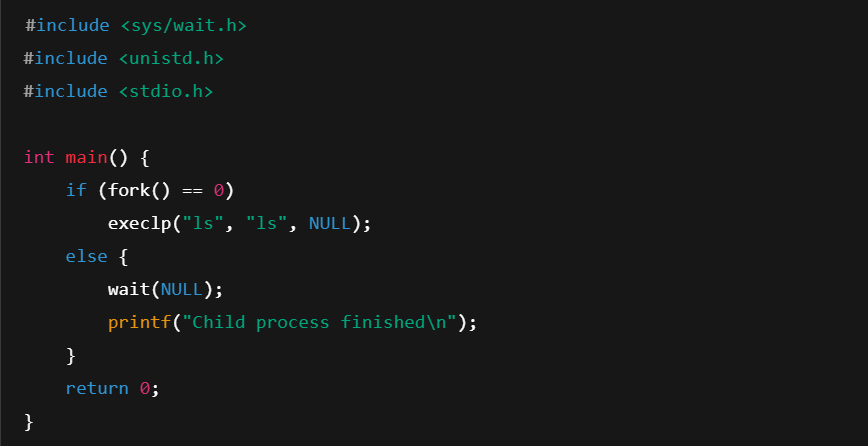 #include <sys/wait.h>
#include <unistd.h>
#include <stdio.h>

int main() {
    if (fork() == 0)
        execlp("ls", "ls", NULL);
    else {
        wait(NULL);
        printf("Child process finished\n");
    }
    return 0;
}